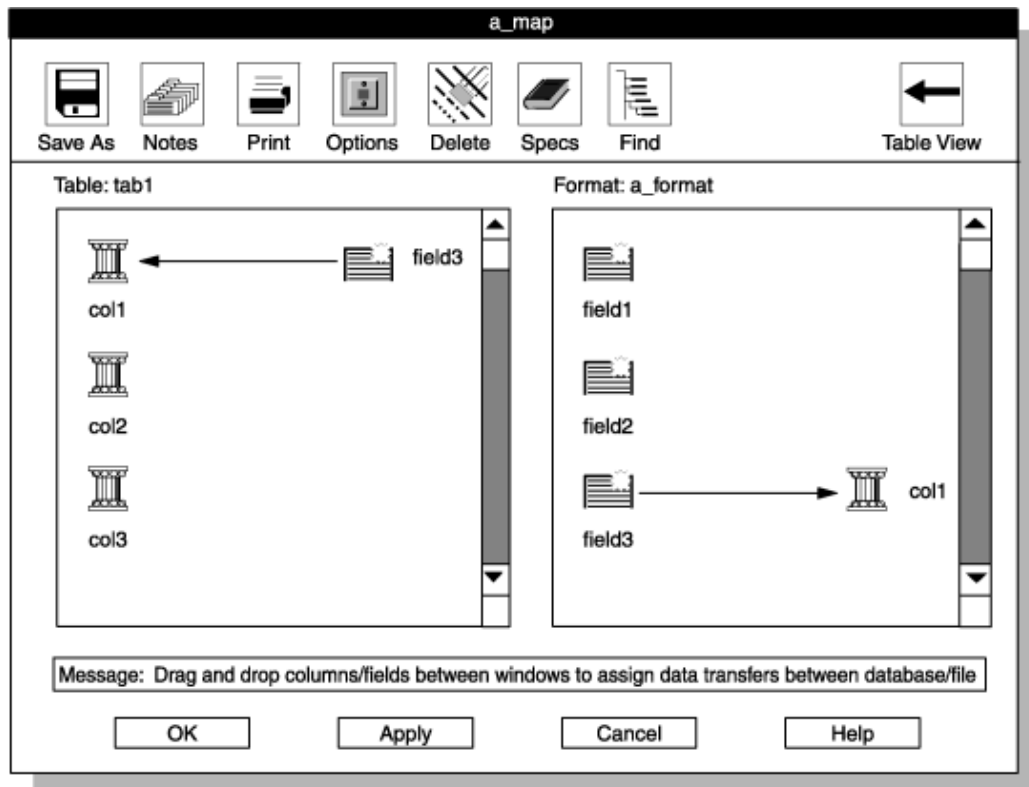 a_map
Save As Notes Print Options Delete Specs Find Table View
Table: tab1 Format: a_format
field3
col1 field1
col2 field2
col1
col3 field3
Message: Drag and drop columns/fields between windows to assign data transfers between database/file
OK Apply Cancel Help